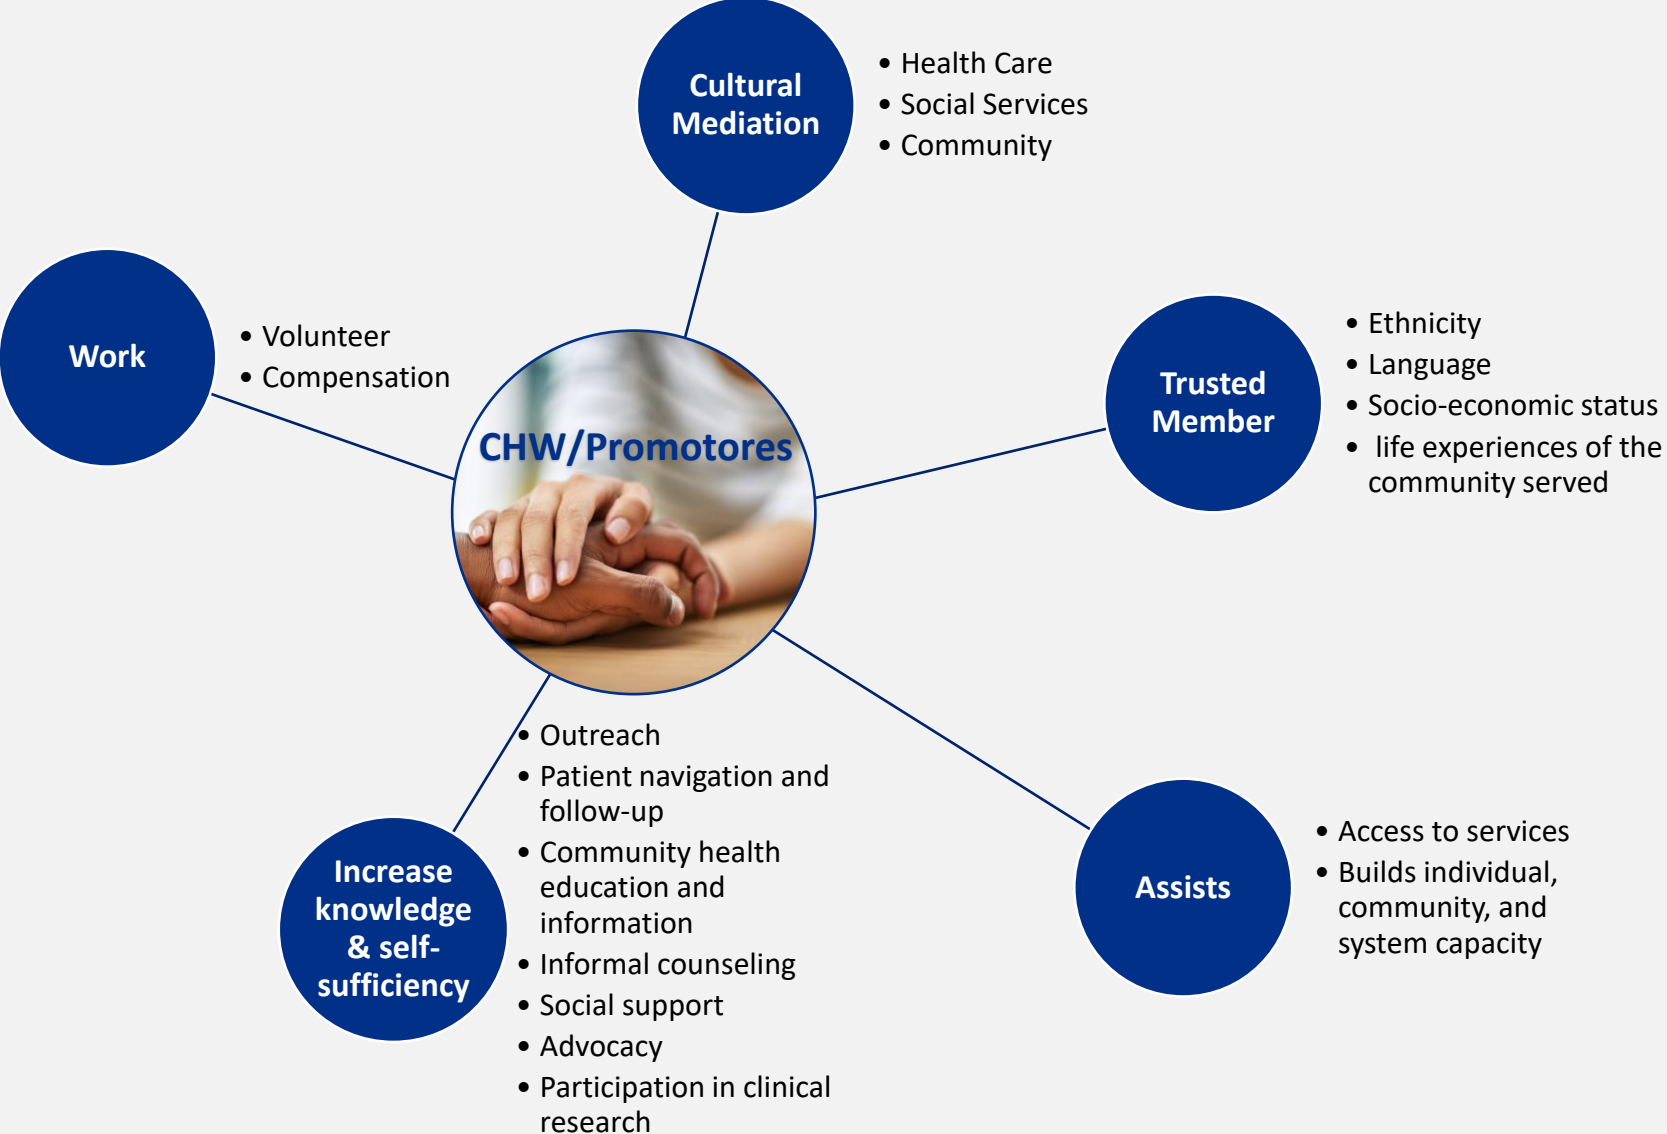 Cultural
Mediation
• Health Care
• Social Services
• Community
Work
• Volunteer
• Compensation
CHW/Promotores
Trusted
Member
• Ethnicity
• Language
• Socio-economic status
• life experiences of the
community served
Increase
knowledge
& self-
sufficiency
• Outreach
• Patient navigation and
follow-up
• Community health
education and
information
• Informal counseling
• Social support
• Advocacy
• Participation in clinical
research
Assists
• Access to services
• Builds individual,
community, and
system capacity